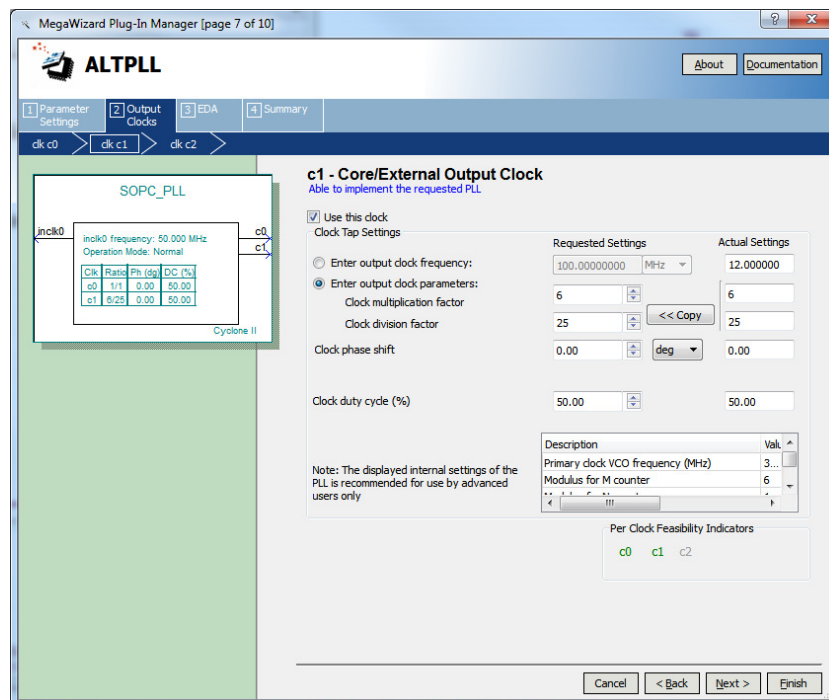 MegaWizard Plug-In Manager [page 7 of 10]
ALTPLL
About
Documentation
1 Parameter Settings
2 Output Clocks
3 EDA
4 Summary
clk c0
clk c1
clk c2
SOPC_PLL
inclk0
c0
c1
inclk0 frequency: 50.000 MHz
Operation Mode: Normal
Clk Ratio Ph (dg) DC (%)
c0 1/1 0.00 50.00
c1 6/25 0.00 50.00
Cyclone II
c1 - Core/External Output Clock
Able to implement the requested PLL
Use this clock
Clock Tap Settings
Requested Settings
Actual Settings
Enter output clock frequency:
100.00000000
MHz
12.000000
Enter output clock parameters:
Clock multiplication factor
6
6
<< Copy
Clock division factor
25
25
Clock phase shift
0.00
deg
0.00
Clock duty cycle (%)
50.00
50.00
Note: The displayed internal settings of the
PLL is recommended for use by advanced
users only
Description
Primary clock VCO frequency (MHz) 3...
Modulus for M counter 6
Per Clock Feasibility Indicators
c0 c1 c2
Cancel
< Back
Next >
Finish